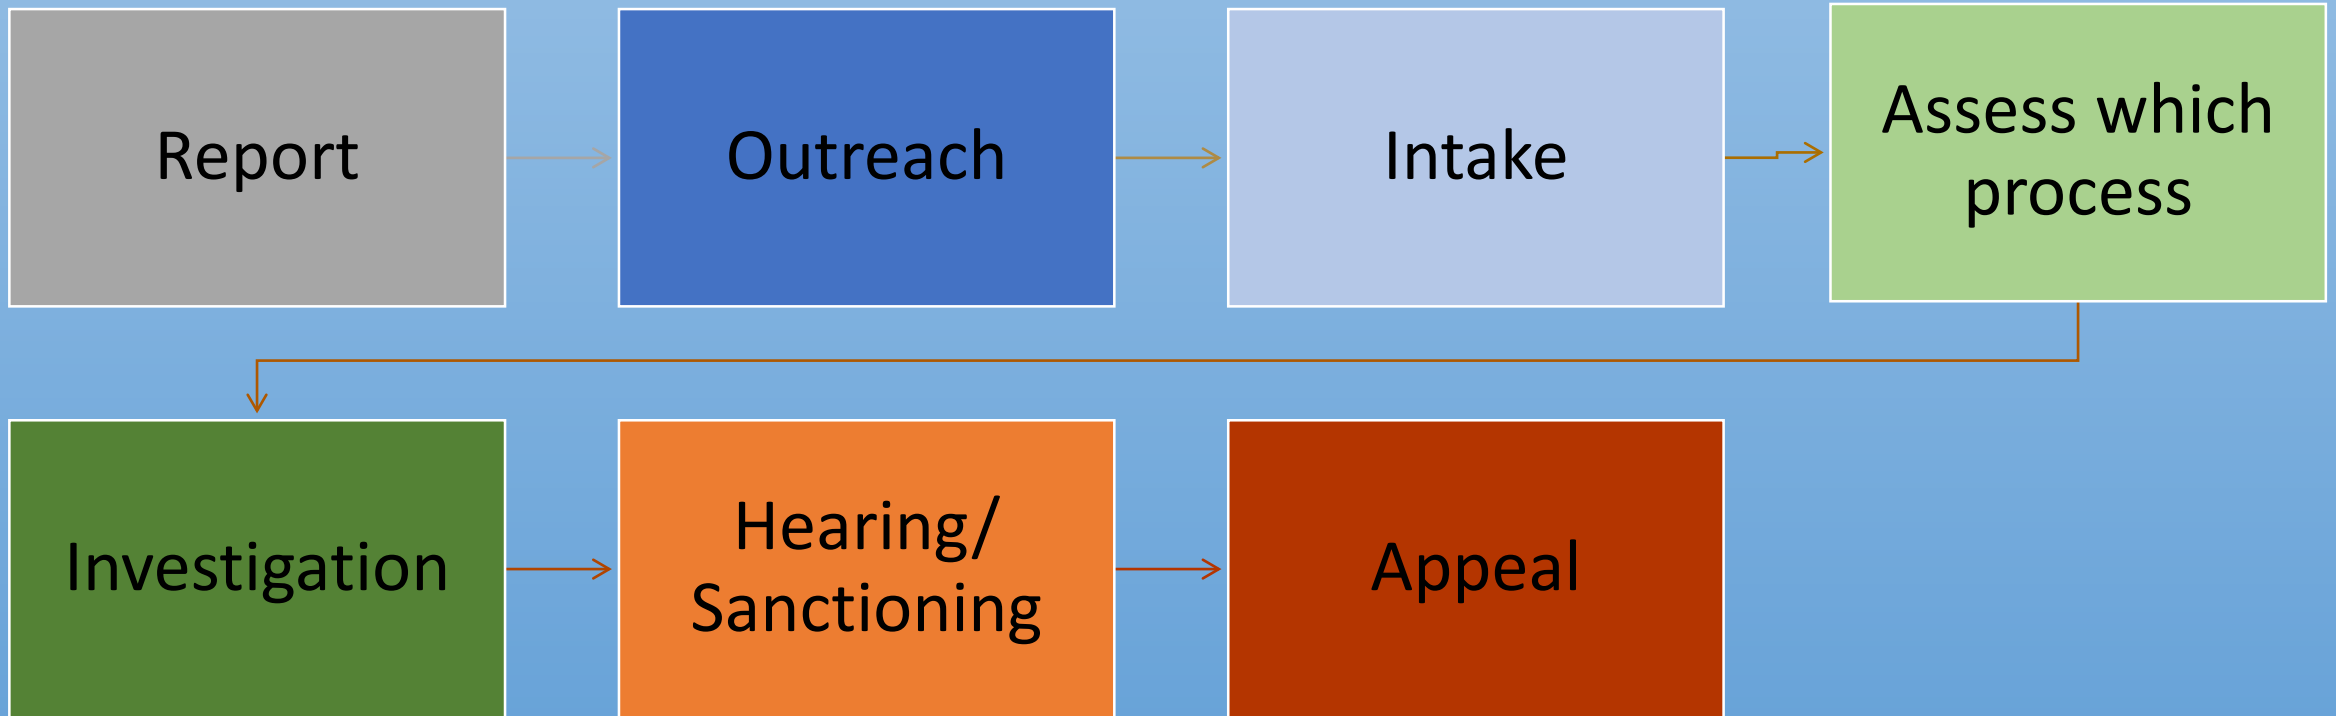 Report
Outreach
Intake
Assess which
process
Investigation
Hearing/
Sanctioning
Appeal